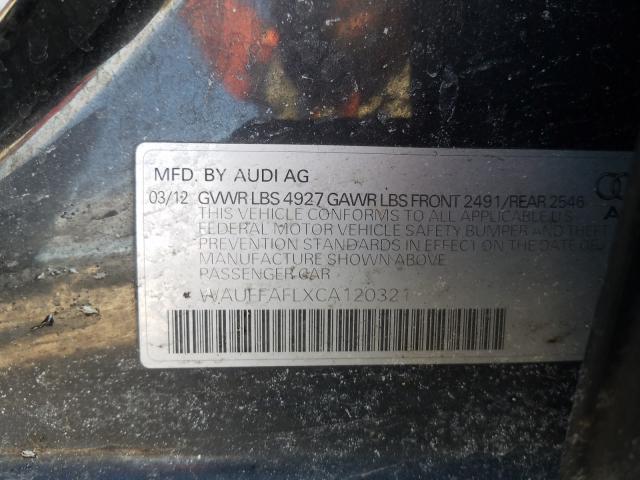 MFD. BY AUDI AG
03/12 GVWR LBS 4927 GAWR LBS FRONT 2491/REAR 2546
THIS VEHICLE CONFORMS TO ALL APPLICABLE U.S
FEDERAL MOTOR VEHICLE SAFETY BUMPER AND THEFT
PREVENTION STANDARDS IN EFFECT ON THE DATE OF
MANUFACTURE SHOWN ABOVE
PASSENGER CAR
WAUFFAFLXCA120321